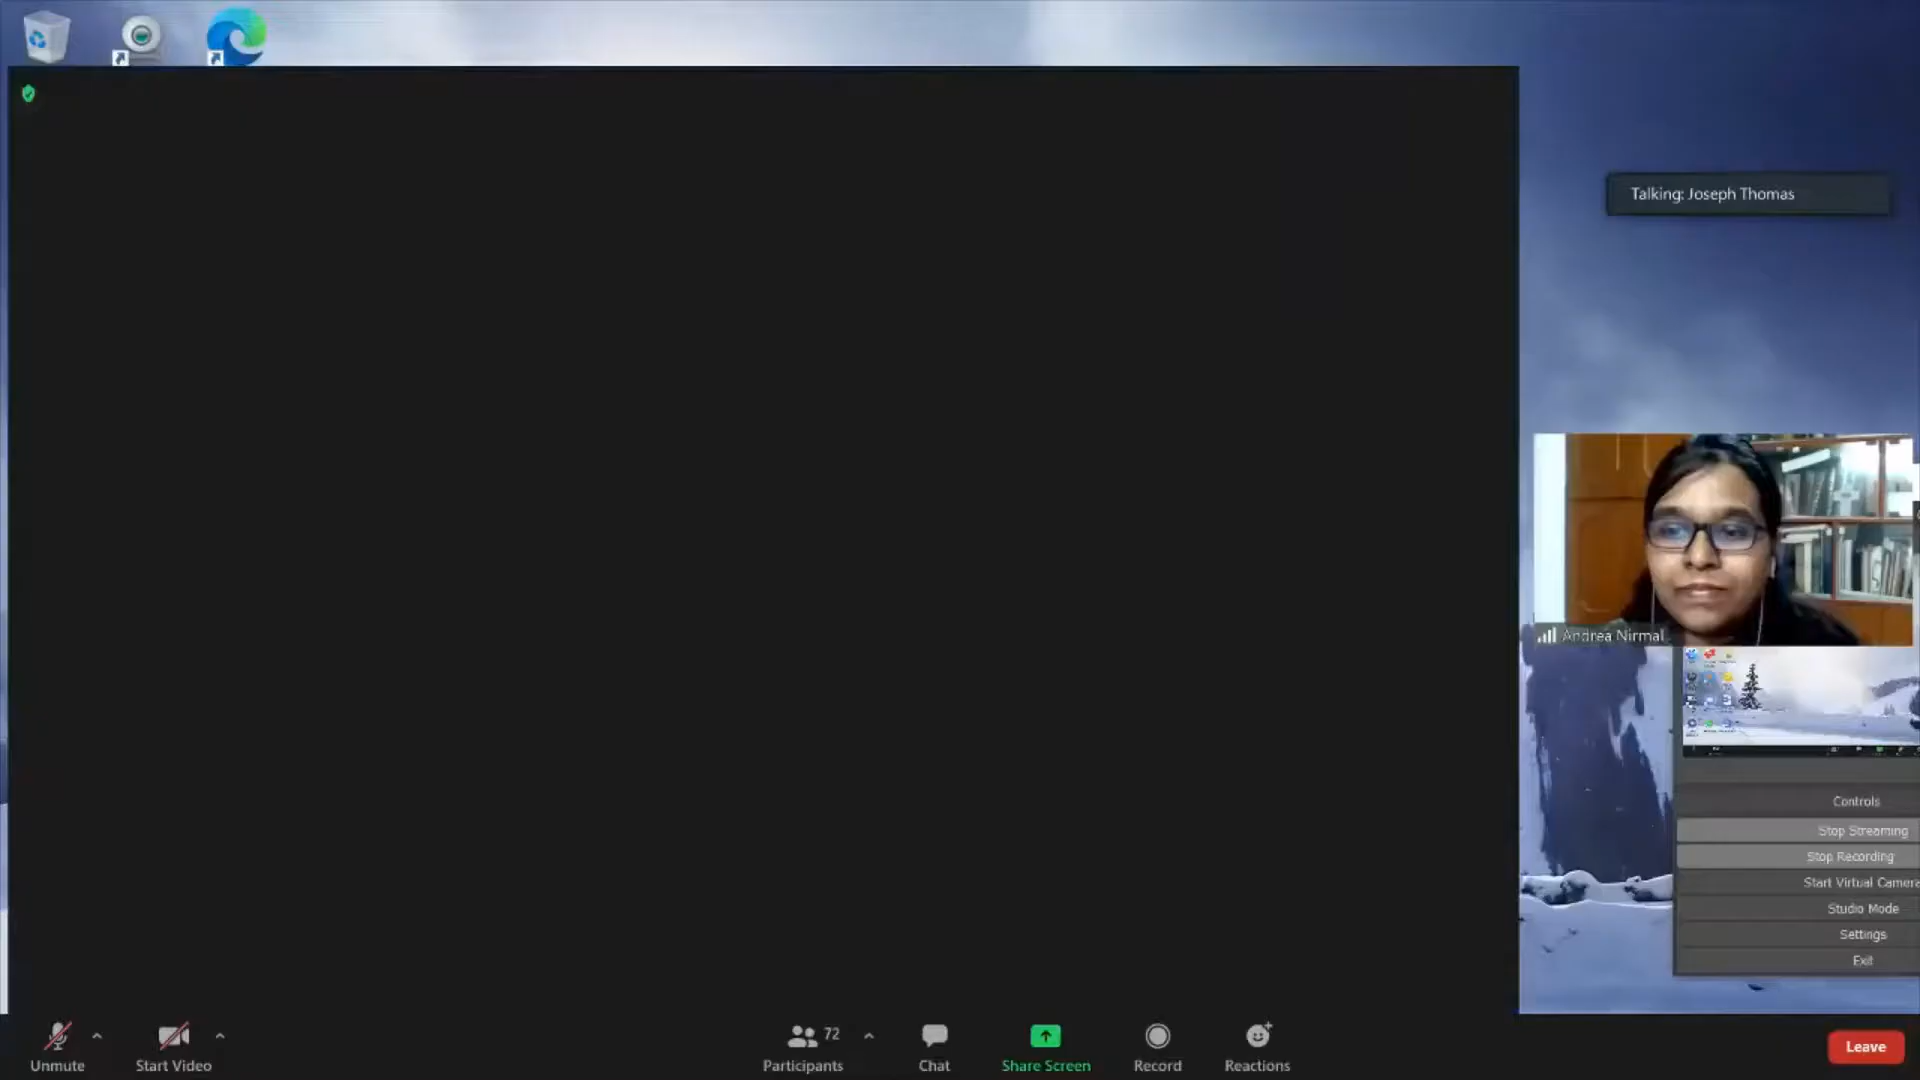 Talking: Joseph Thomas
Andrea Nirmal
Controls
Stop Streaming
Stop Recording
Start Virtual Camera
Studio Mode
Settings
Exit
Unmute
Start Video
72
Participants
Chat
Share Screen
Record
Reactions
Leave